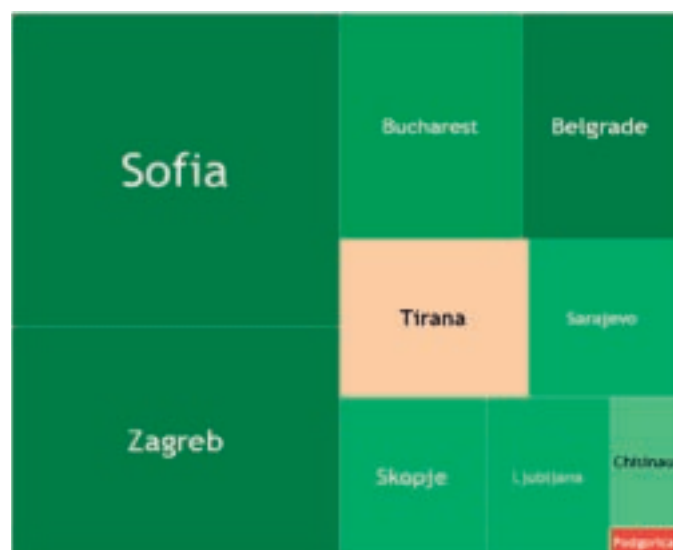 Sofia
Bucharest
Belgrade
Tirana
Sarajevo
Zagreb
Skopje
Ljubljana
Chisinau
Podgorica